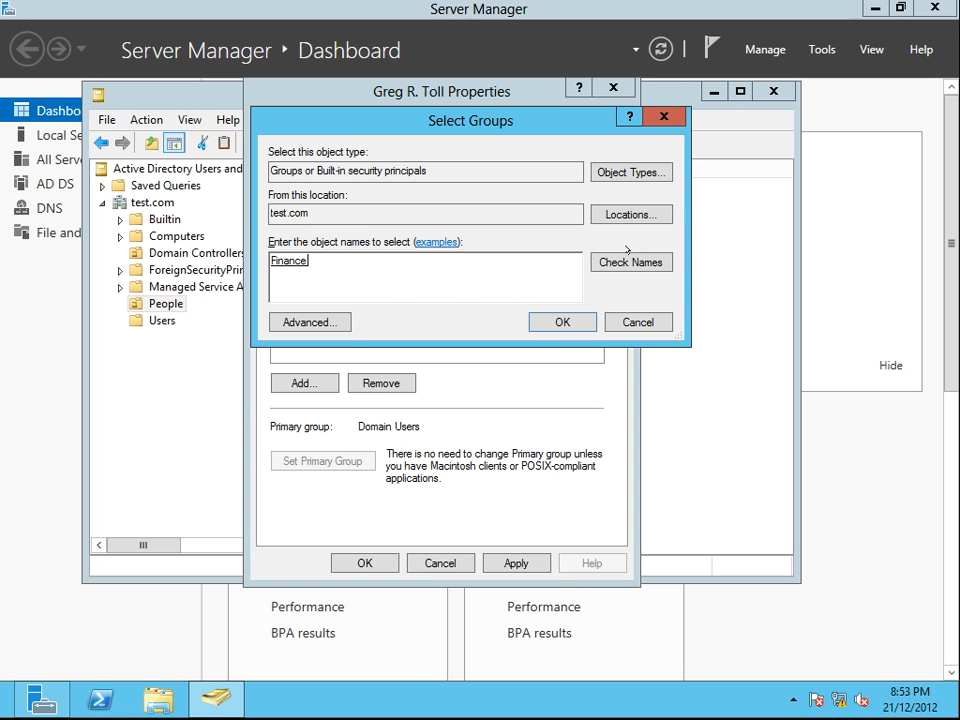 Server Manager
Server Manager • Dashboard
Manage Tools View Help
Dashbo
Local Se
All Serve
AD DS
DNS
File and
File Action View Help
Active Directory Users and
Saved Queries
test.com
Builtin
Computers
Domain Controllers
ForeignSecurityPrin
Managed Service A
People
Users
Greg R. Toll Properties
?
Select Groups
?
Select this object type:
Groups or Built-in security principals
Object Types...
From this location:
test.com
Locations...
Enter the object names to select (examples):
Finance
Check Names
Advanced...
OK
Cancel
Add...
Remove
Primary group: Domain Users
Set Primary Group
There is no need to change Primary group unless
you have Macintosh clients or POSIX-compliant
applications.
OK
Cancel
Apply
Help
Hide
Performance
BPA results
Performance
BPA results
8:53 PM
21/12/2012